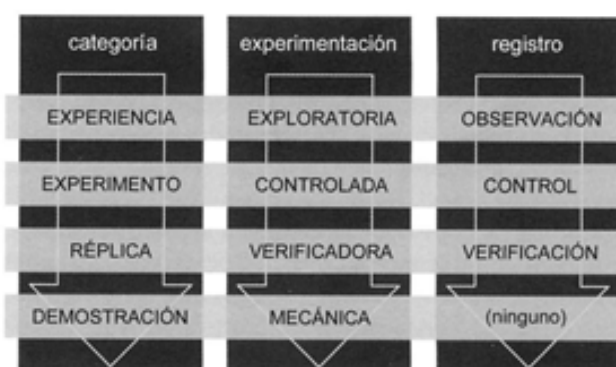 categoría experimentación registro
EXPERIENCIA EXPLORATORIA OBSERVACIÓN
EXPERIMENTO CONTROLADA CONTROL
RÉPLICA VERIFICADORA VERIFICACIÓN
DEMOSTRACIÓN MECÁNICA (ninguno)